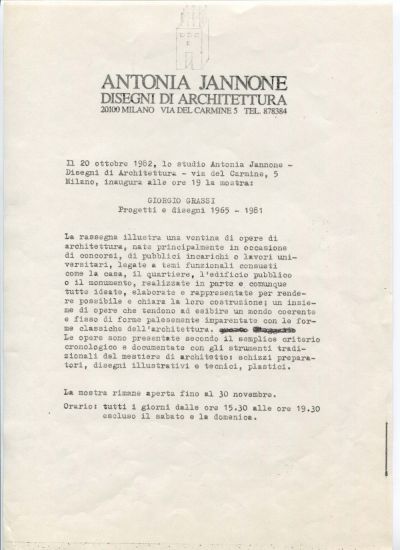 ANTONIA JANNONE
DISEGNI DI ARCHITETTURA
20100 MILANO VIA DEL CARMINE 5 TEL. 878384
Il 20 ottobre 1982, lo studio Antonia Jannone -
Disegni di Architettura - via del Carmine, 5
Milano, inaugura alle ore 19 la mostra:
GIORGIO GRASSI
Progetti e disegni 1965 - 1981
La rassegna illustra una ventina di opere di
architettura, nate principalmente in occasione
di concorsi, di pubblici incarichi o lavori uni-
versitari, legate a temi funzionali consueti
come la casa, il quartiere, l'edificio pubblico
o il monumento, realizzate in parte e comunque
tutte ideate, elaborate e rappresentate per rende-
re possibile e chiara la loro costruzione; un insie-
me di opere che tendono ad esibire un mondo coerente
e fisso di forme palesemente imparentate con le for-
me classiche dell'architettura.
Le opere sono presentate secondo il semplice criterio
cronologico e documentate con gli strumenti tradi-
zionali del mestiere di architetto: schizzi prepara-
tori, disegni illustrativi e tecnici, plastici.
La mostra rimane aperta fino al 30 novembre.
Orario: tutti i giorni dalle ore 15.30 alle ore 19.30
escluso il sabato e la domenica.